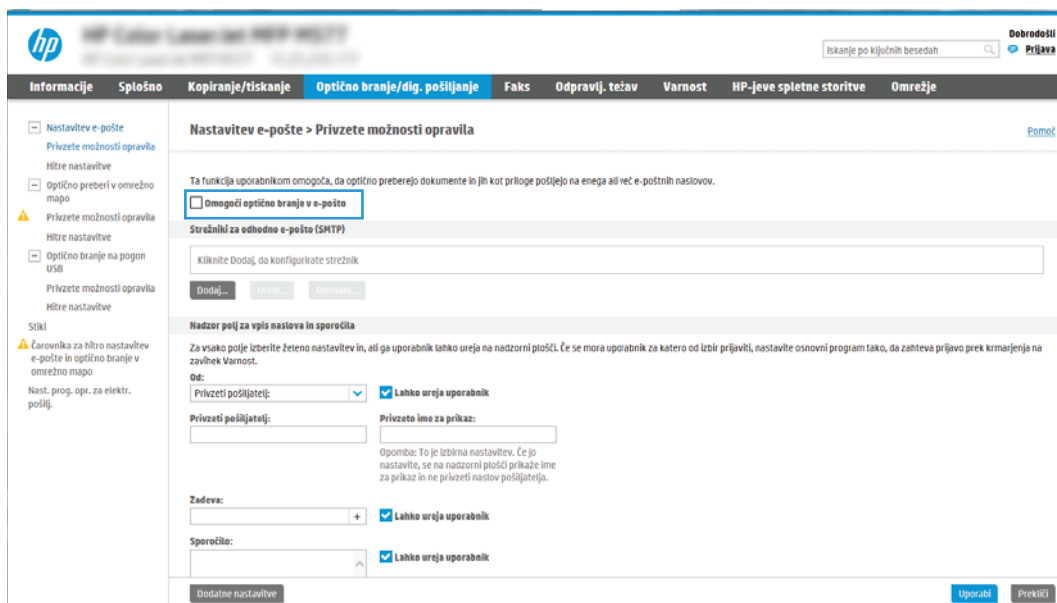 hp
Dobrodošli
Iskanje po ključnih besedah
Prijava
Informacije Splošno Kopiranje/tiskanje Optično branje/dig. pošiljanje Faks Odpravlj. težav Varnost HP-jeve spletne storitve Omrežje
Nastavitev e-pošte
Privzete možnosti opravila
Hitre nastavitve
Optično preberi v omrežno
mapo
Privzete možnosti opravila
Hitre nastavitve
Optično branje na pogon
USB
Privzete možnosti opravila
Hitre nastavitve
Stiki
Čarovnika za hitro nastavitev
e-pošte in optično branje v
omrežno mapo
Nast. prog. opr. za elektr.
pošilj.
Nastavitev e-pošte > Privzete možnosti opravila
Pomoč
Ta funkcija uporabnikom omogoča, da optično preberejo dokumente in jih kot priloge pošljejo na enega ali več e-poštnih naslovov.
Omogoči optično branje v e-pošto
Strežniki za odhodno e-pošto (SMTP)
Kliknite Dodaj, da konfigurirate strežnik
Dodaj... Uredi... Odstrani...
Nadzor polj za vpis naslova in sporočila
Za vsako polje izberite želeno nastavitev in, ali ga uporabnik lahko ureja na nadzorni plošči. Če se mora uporabnik za katero od izbir prijaviti, nastavite osnovni program tako, da zahteva prijavo prek krmarjenja na
zavihek Varnost.
Od:
Privzeti pošiljatelj: Lahko ureja uporabnik
Privzeti pošiljatelj: Privzeto ime za prikaz:
Opomba: To je izbirna nastavitev. Če jo
nastavite, se na nadzorni plošči prikaže ime
za prikaz in ne privzeti naslov pošiljatelja.
Zadeva:
+ Lahko ureja uporabnik
Sporočilo:
Lahko ureja uporabnik
Dodatne nastavitve Uporabi Prekliči